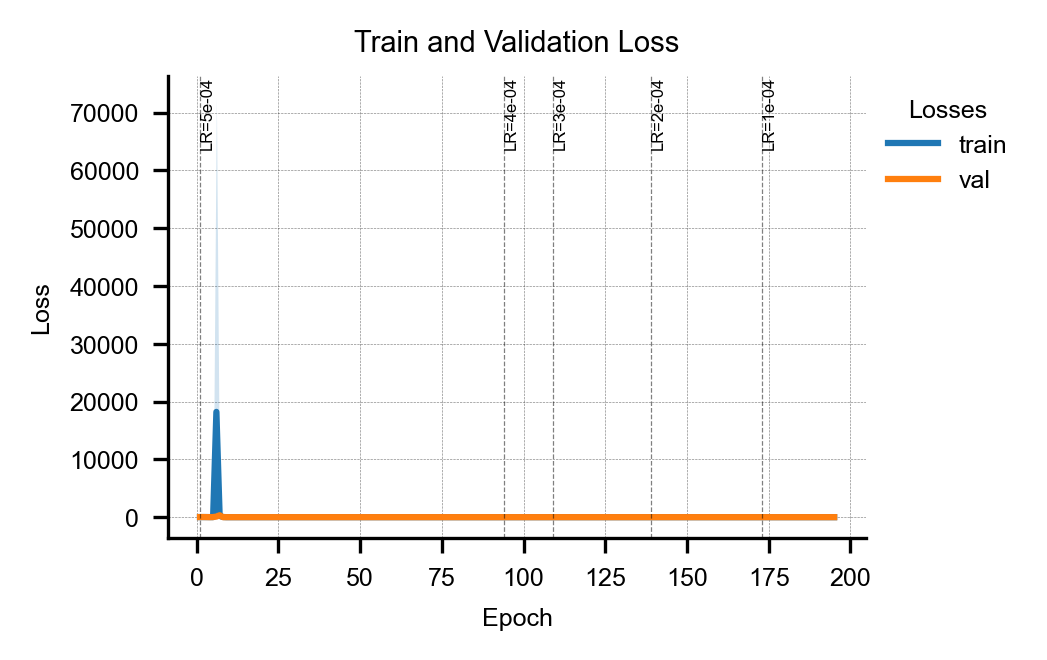 Train and Validation Loss
LR=5e-04
LR=4e-04
LR=3e-04
LR=2e-04
LR=1e-04
Losses
train
val
70000
60000
50000
40000
30000
20000
10000
0
Loss
0 25 50 75 100 125 150 175 200
Epoch